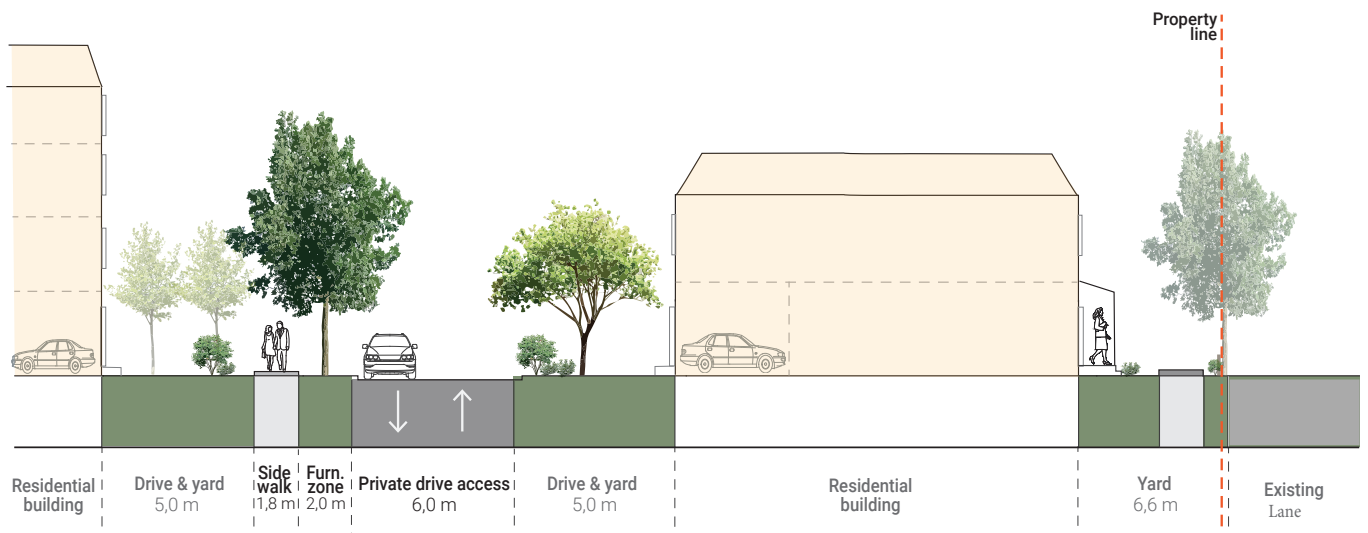 Property
line
Residential
building
Drive & yard
5,0 m
Side
walk
1,8 m
Furn.
zone
2,0 m
Private drive access
6,0 m
Drive & yard
5,0 m
Residential
building
Yard
6,6 m
Existing
Lane